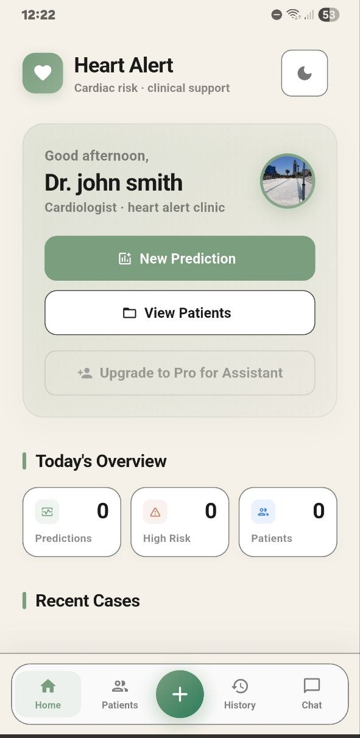 12:22
53
Heart Alert
Cardiac risk · clinical support
Good afternoon,
Dr. john smith
Cardiologist · heart alert clinic
New Prediction
View Patients
Upgrade to Pro for Assistant
Today's Overview
0
Predictions
0
High Risk
0
Patients
Recent Cases
Home
Patients
History
Chat